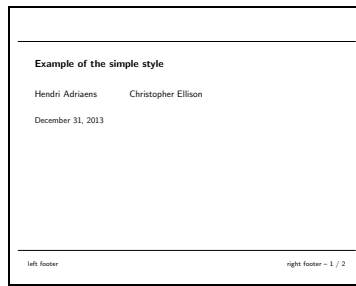 Example of the simple style
Hendri Adriaens Christopher Ellison
December 31, 2013
left footer right footer – 1 / 2